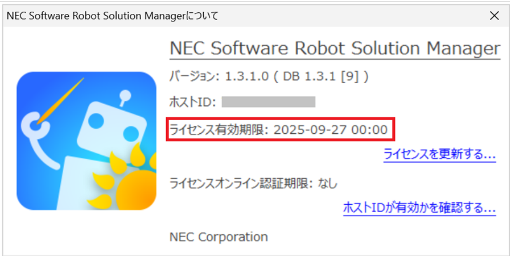 NEC Software Robot Solution Managerについて
NEC Software Robot Solution Manager
バージョン: 1.3.1.0 ( DB 1.3.1 [9] )
ホストID:
ライセンス有効期限: 2025-09-27 00:00
ライセンスを更新する...
ライセンスオンライン認証期限: なし
ホストIDが有効かを確認する...
NEC Corporation